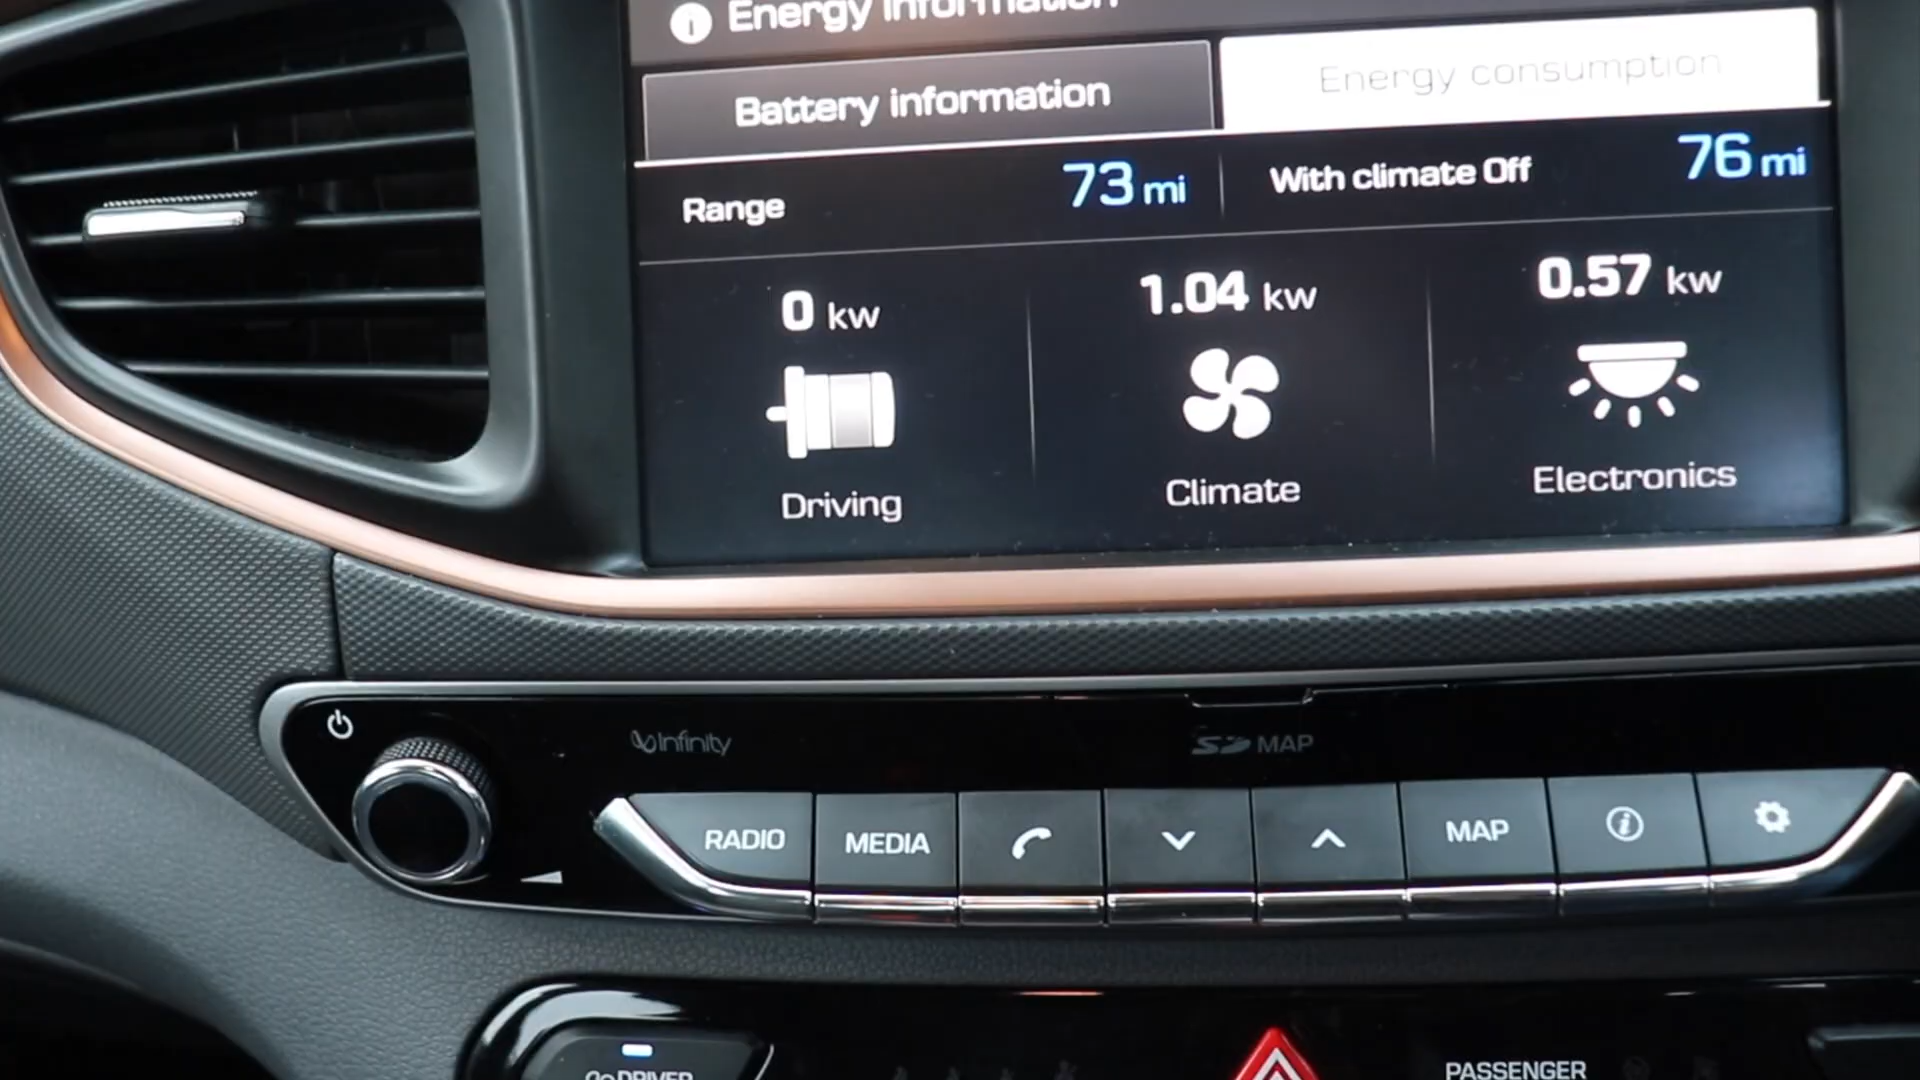 Energy information
Battery information
Energy consumption
Range 73 mi With climate Off 76 mi
0 kw 1.04 kw 0.57 kw
Driving Climate Electronics
Infinity
SD MAP
RADIO MEDIA MAP
DRIVER
PASSENGER